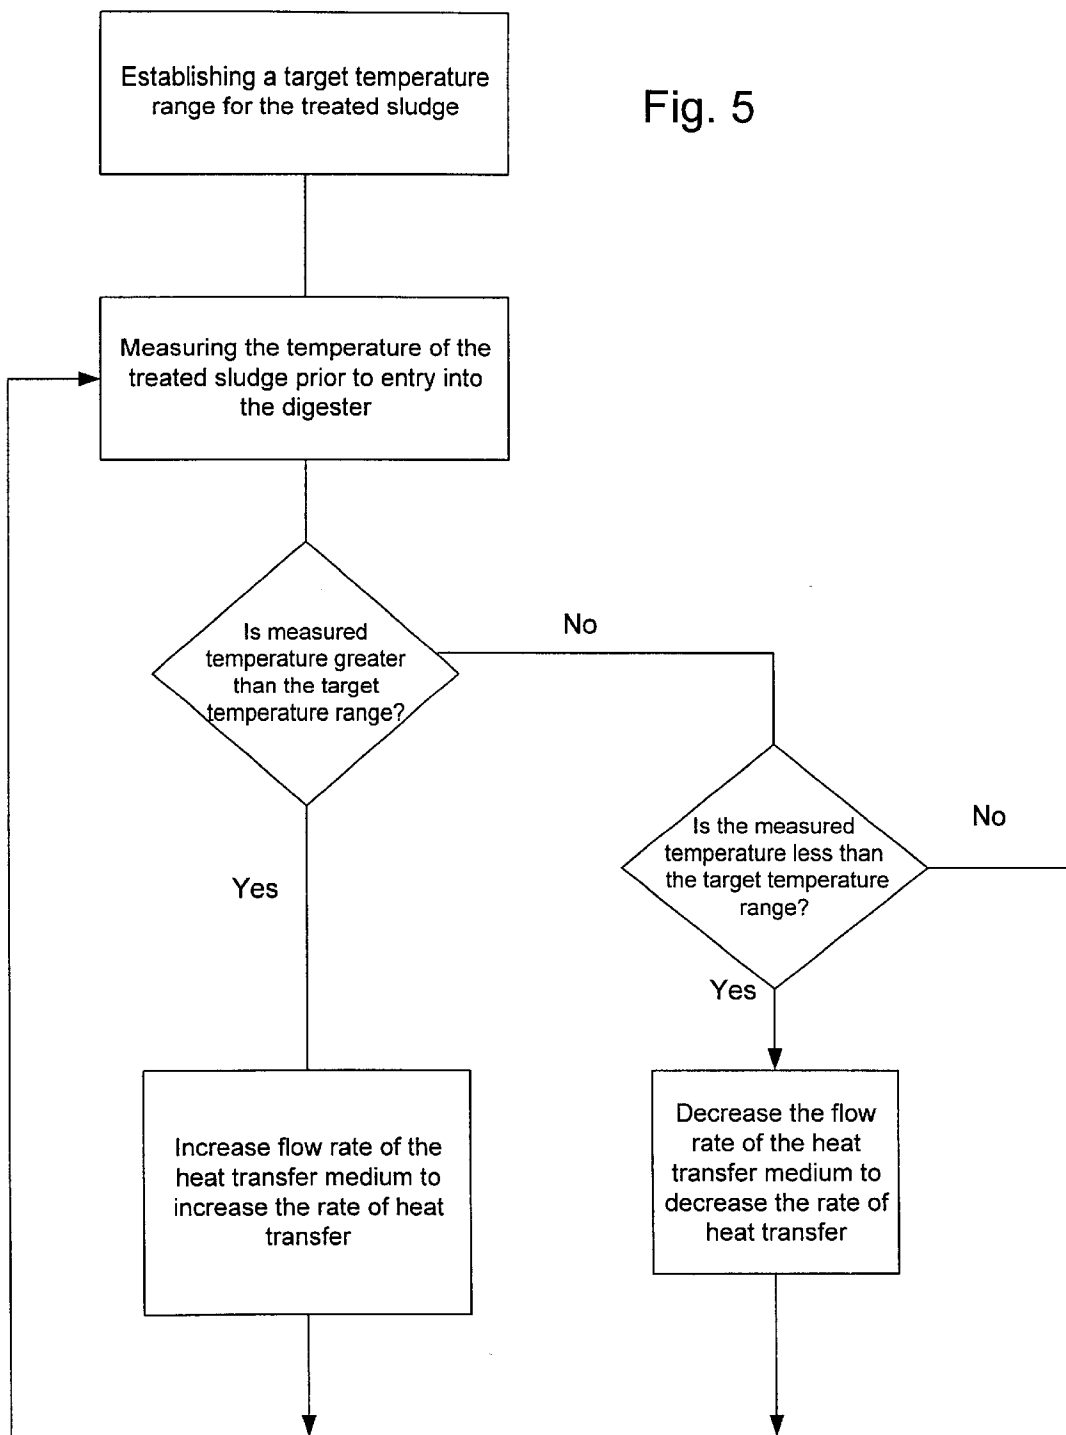 Establishing a target temperature
range for the treated sludge
Fig. 5
Measuring the temperature of the
treated sludge prior to entry into
the digester
Is measured
temperature greater
than the target
temperature range?
No
Yes
Is the measured
temperature less than
the target temperature
range?
No
Yes
Increase flow rate of the
heat transfer medium to
increase the rate of heat
transfer
Decrease the flow
rate of the heat
transfer medium to
decrease the rate of
heat transfer